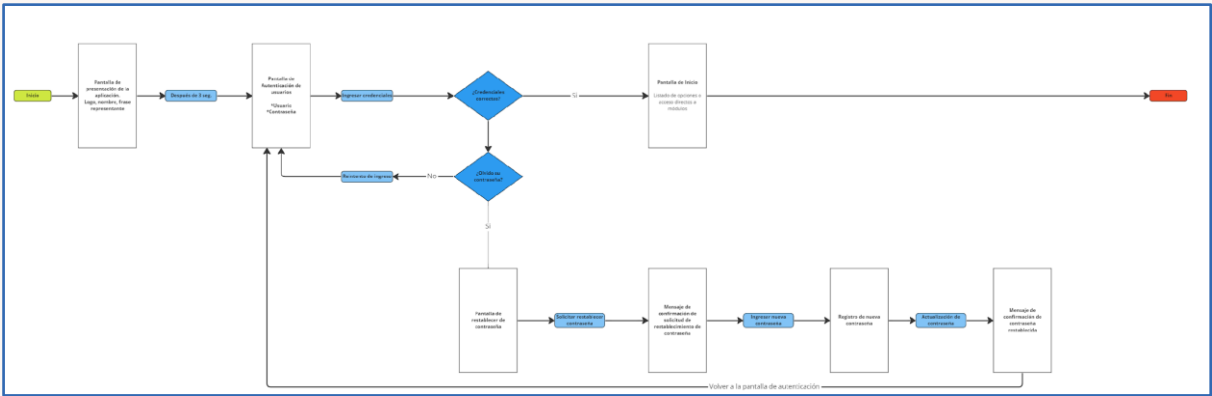 Inicio
Pantalla de
presentación de la
aplicación.
Logo, nombre, frase
representante
Después de 3 seg.
Pantalla de
Autenticación de
usuarios
*Usuario
*Contraseña
Ingresar credenciales
¿Credenciales
correctas?
Si
Pantalla de Inicio
Listado de opciones o
acceso directo a
módulos
Fin
¿Olvido su
contraseña?
No
Reintento de ingreso
Si
Pantalla de
restablecer de
contraseña
Solicitar restablecer
contraseña
Mensaje de
confirmación de
solicitud de
restablecimiento de
contraseña
Ingresar nueva
contraseña
Registro de nueva
contraseña
Actualización de
contraseña
Mensaje de
confirmación de
contraseña
restablecida
Volver a la pantalla de autenticación